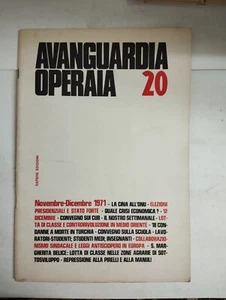 AVANGUARDIA
OPERAIA 20
SAPERE EDIZIONI
Novembre-Dicembre 1971 - LA CINA ALL'ONU - ELEZIONI
PRESIDENZIALI E STATO FORTE - QUALE CRISI ECONOMICA? - 12
DICEMBRE - CONVEGNO SUI CUB - IL NOSTRO SETTIMANALE - LOT-
TA DI CLASSE E CONTRORIVOLUZIONE IN MEDIO ORIENTE - 18 CON-
DANNE A MORTE IN TURCHIA - CONVEGNO SULLA SCUOLA - LAVO-
RATORI-STUDENTI, STUDENTI MEDI, INSEGNANTI - COLLABORAZIO-
NISMO SINDACALE E LEGGI ANTISCIOPERO IN EUROPA - S. MAR-
GHERITA BELICE: LOTTA DI CLASSE NELLE ZONE AGRARIE DI SOT-
TOSVILUPPO - REPRESSIONE ALLA PIRELLI E ALLA MANULI